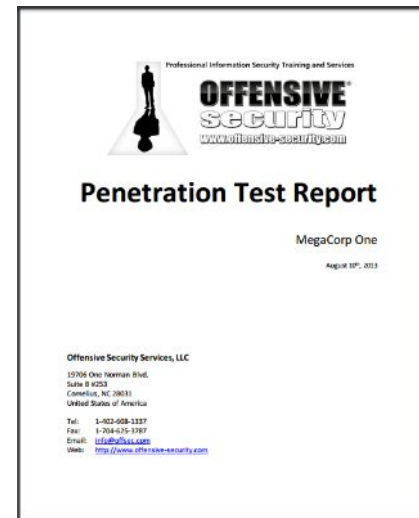 Professional Information Security Training and Services
OFFENSIVE®
security
www.offensive-security.com
Penetration Test Report
MegaCorp One
August 10th, 2013
Offensive Security Services, LLC
19706 One Norman Blvd.
Suite B #253
Cornelius, NC 28031
United States of America
Tel: 1-402-608-1337
Fax: 1-704-625-3787
Email: info@offsec.com
Web: http://www.offensive-security.com